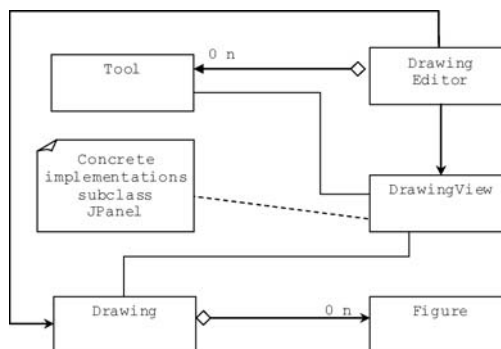 0 n
Tool
Drawing
Editor
Concrete
implementations
subclass
JPanel
DrawingView
0 n
Drawing
Figure